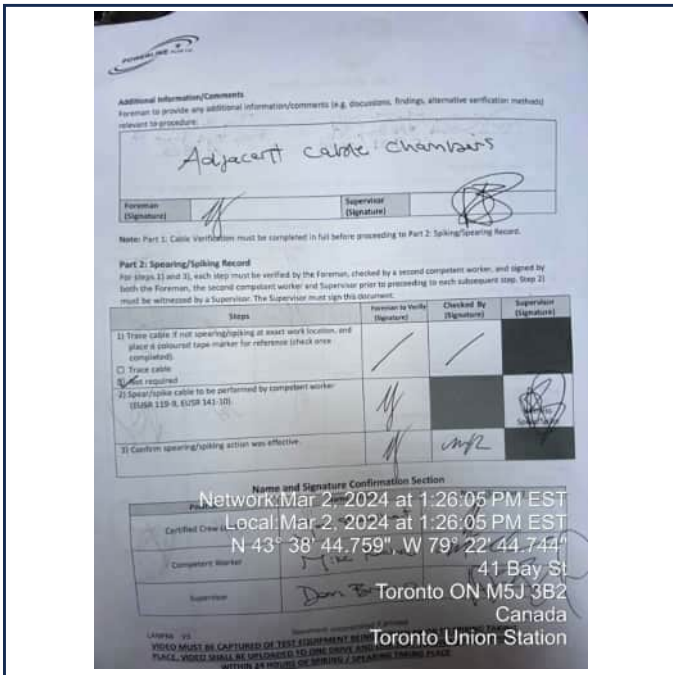 POWERLINE PLUS LTD.
Additional Information/Comments
Foreman to provide any additional information/comments (e.g. discussions, findings, alternative verification methods)
relevant to procedure:
Adjacent cable chambers
Foreman
(Signature)
Supervisor
(Signature)
Note: Part 1: Cable Verification must be completed in full before proceeding to Part 2: Spiking/Spearing Record.
Part 2: Spearing/Spiking Record
For steps 1) and 3), each step must be verified by the Foreman, checked by a second competent worker, and signed by
both the Foreman, the second competent worker and Supervisor prior to proceeding to each subsequent step. Step 2)
must be witnessed by a Supervisor. The Supervisor must sign this document.
Steps
Foreman to Verify
(Signature)
Checked By
(Signature)
Supervisor
(Signature)
1) Trace cable if not spearing/spiking at exact work location, and
place a coloured tape marker for reference (check once
completed).
Trace cable
Not required
2) Spear/spike cable to be performed by competent worker
(EUSR 119-9, EUSR 141-10).
3) Confirm spearing/spiking action was effective.
Name and Signature Confirmation Section
Certified Crew
Competent Worker
Mike
Supervisor
Dan
Network:Mar 2, 2024 at 1:26:05 PM EST
Local:Mar 2, 2024 at 1:26:05 PM EST
N 43° 38' 44.759", W 79° 22' 44.744"
41 Bay St
Toronto ON M5J 3B2
Canada
Toronto Union Station
VIDEO MUST BE CAPTURED OF TEST EQUIPMENT
PLACE. VIDEO SHALL BE UPLOADED TO ONE DRIVE
WITHIN 24 HOURS OF SPIKING / SPEARING TAKING PLACE